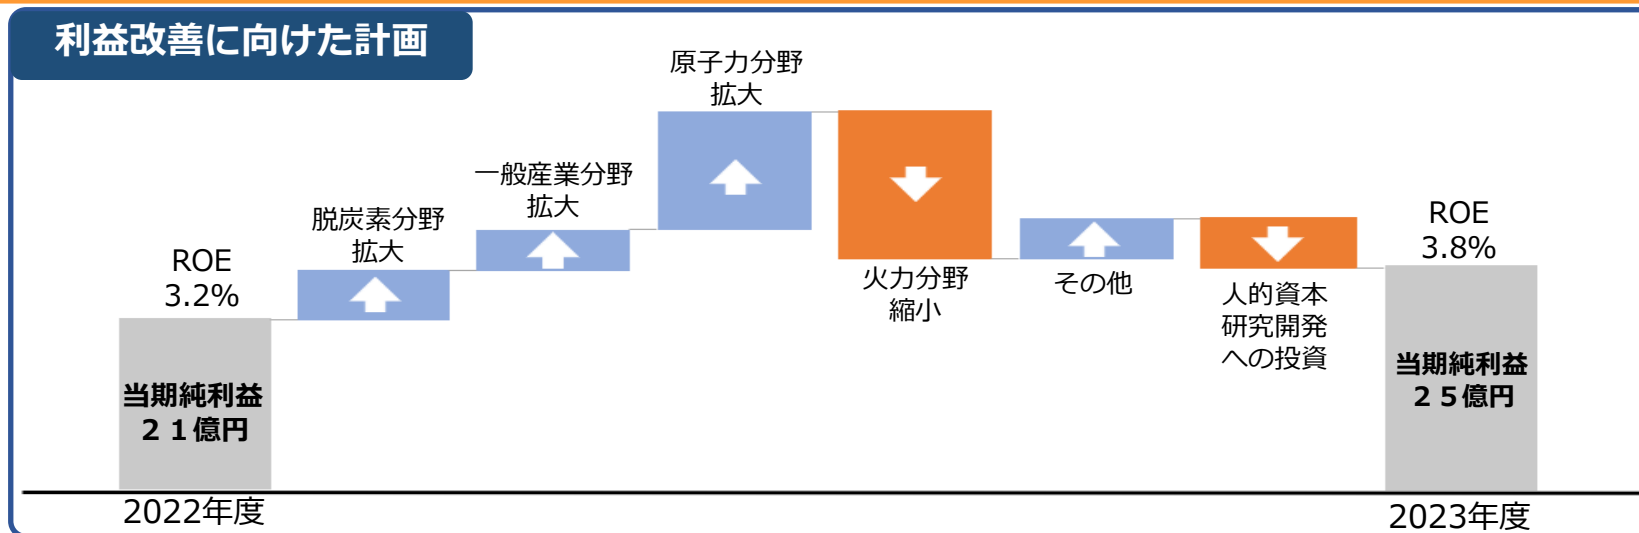 利益改善に向けた計画
ROE
3.2%
当期純利益
２１億円
2022年度
脱炭素分野
拡大
一般産業分野
拡大
原子力分野
拡大
火力分野
縮小
その他
人的資本
研究開発
への投資
ROE
3.8%
当期純利益
２５億円
2023年度